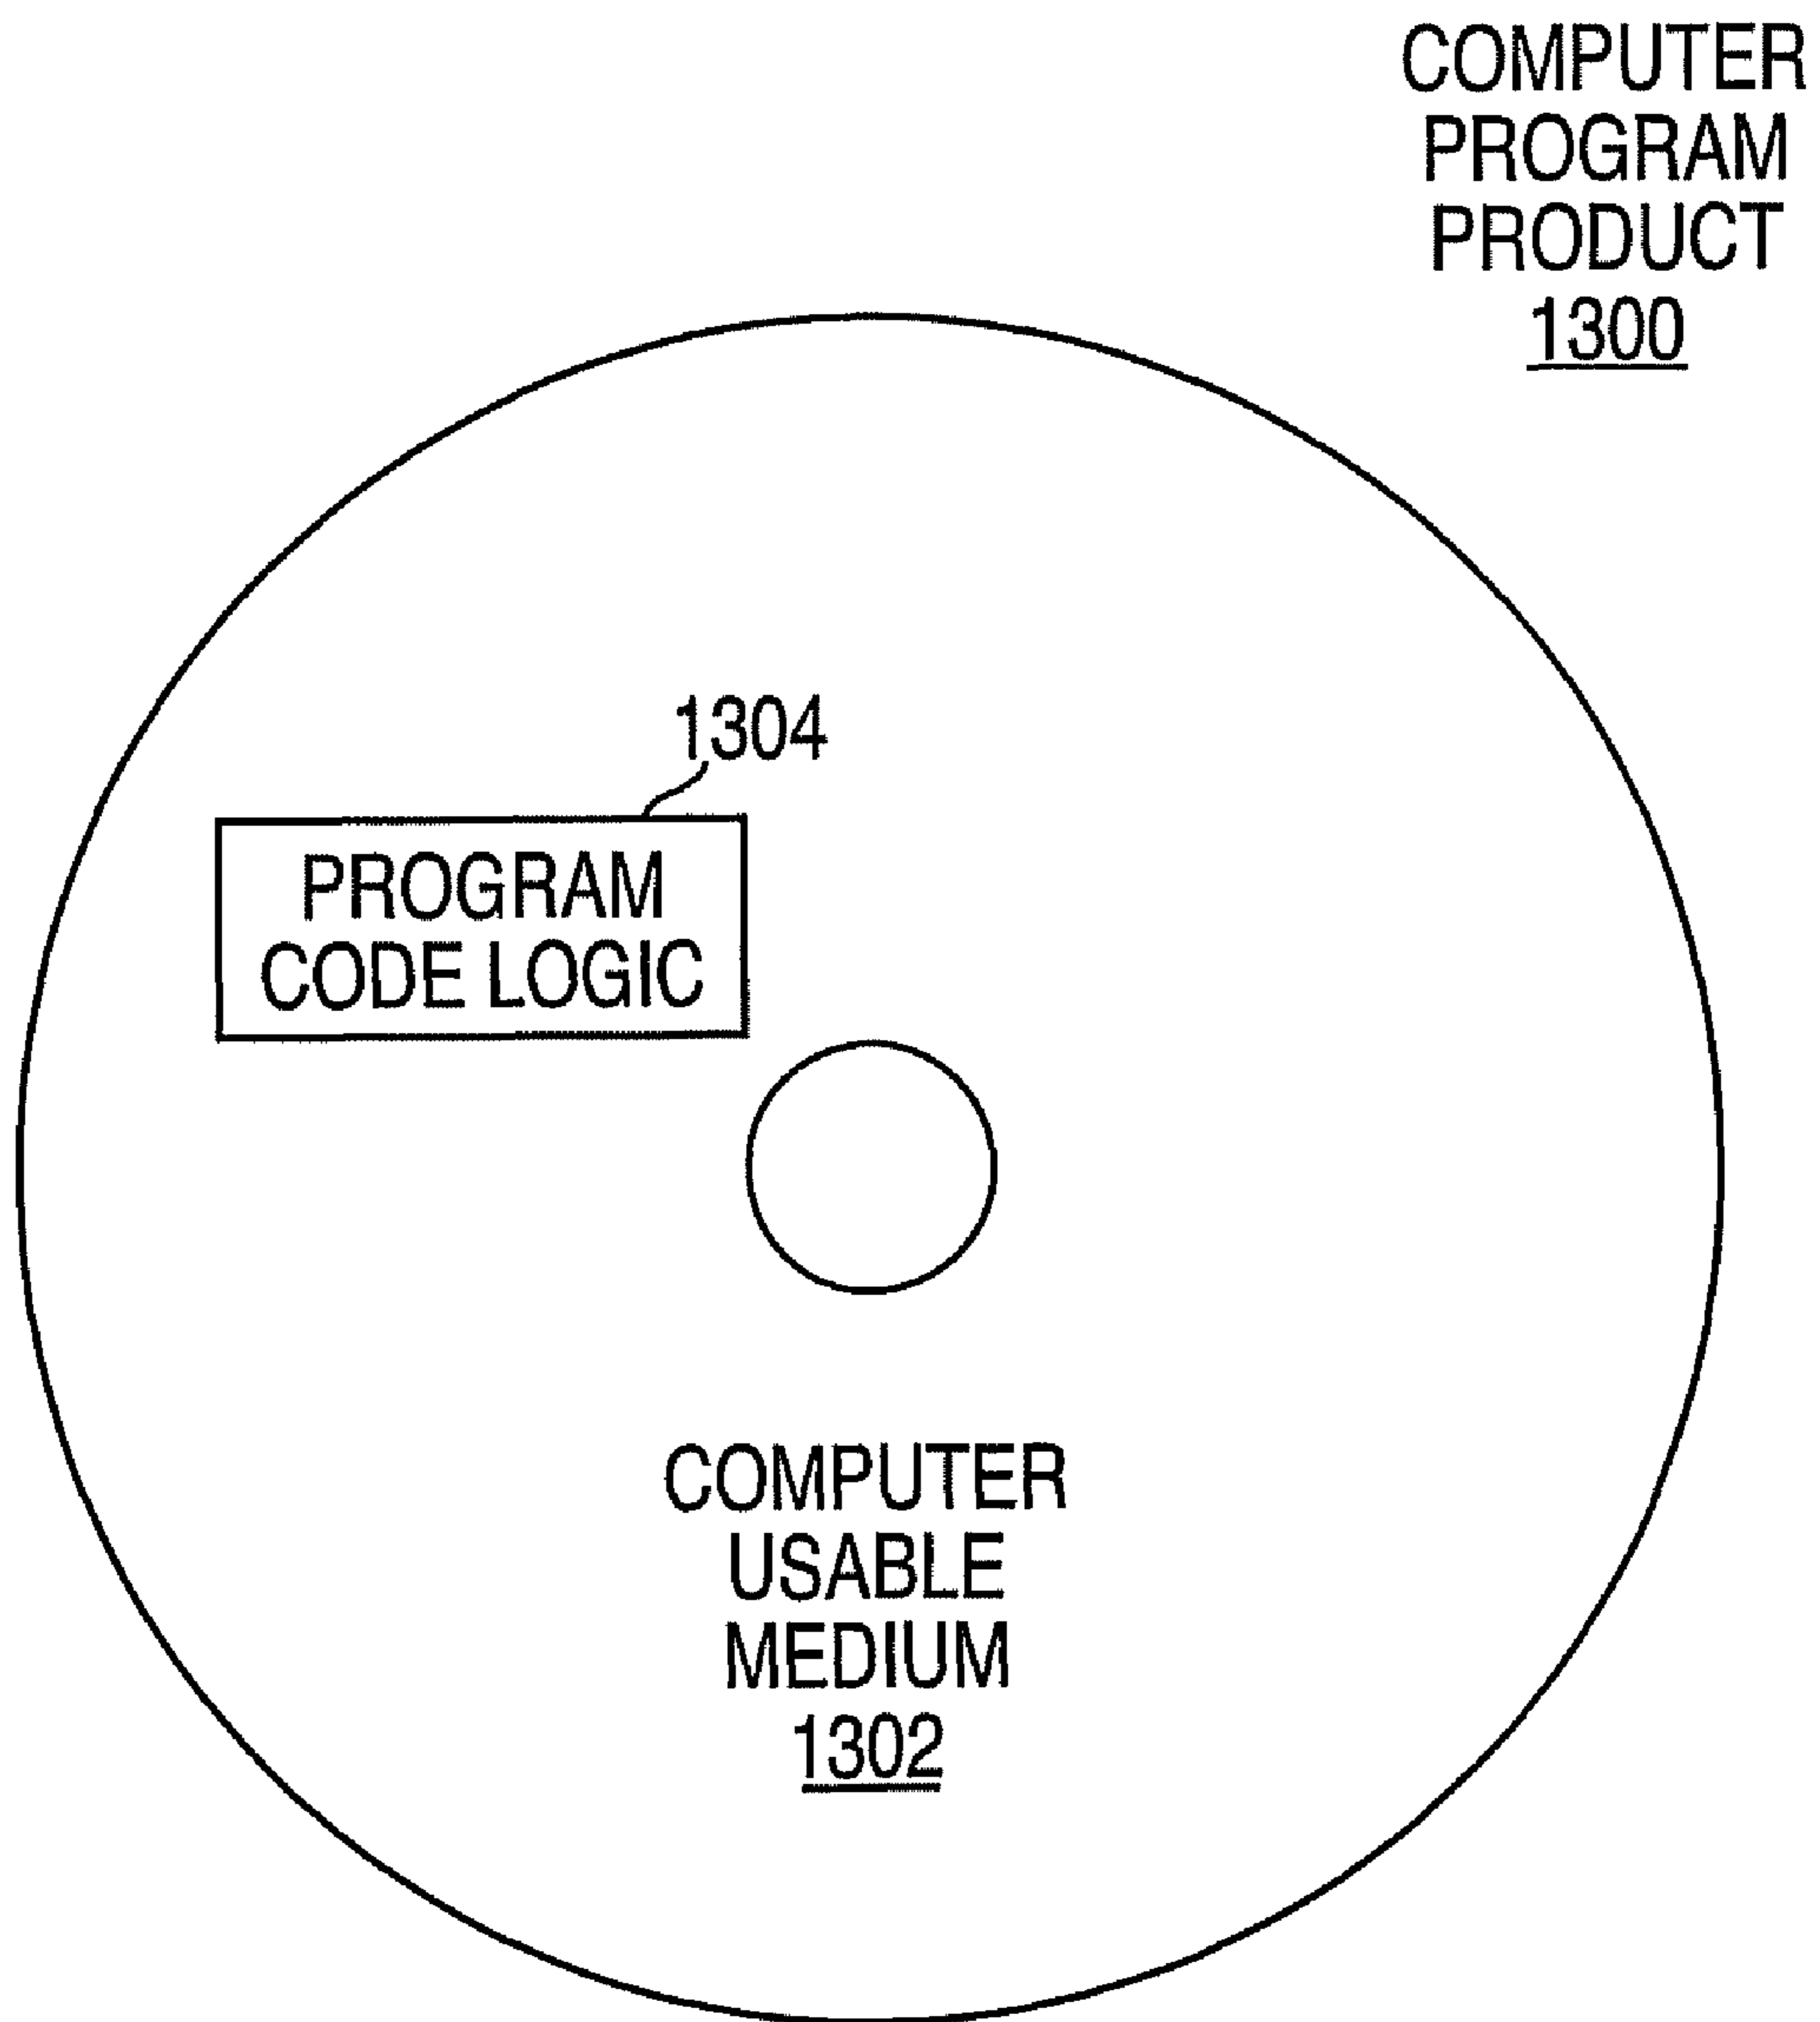 COMPUTER
PROGRAM
PRODUCT
1300
1304
PROGRAM
CODE LOGIC
COMPUTER
USABLE
MEDIUM
1302